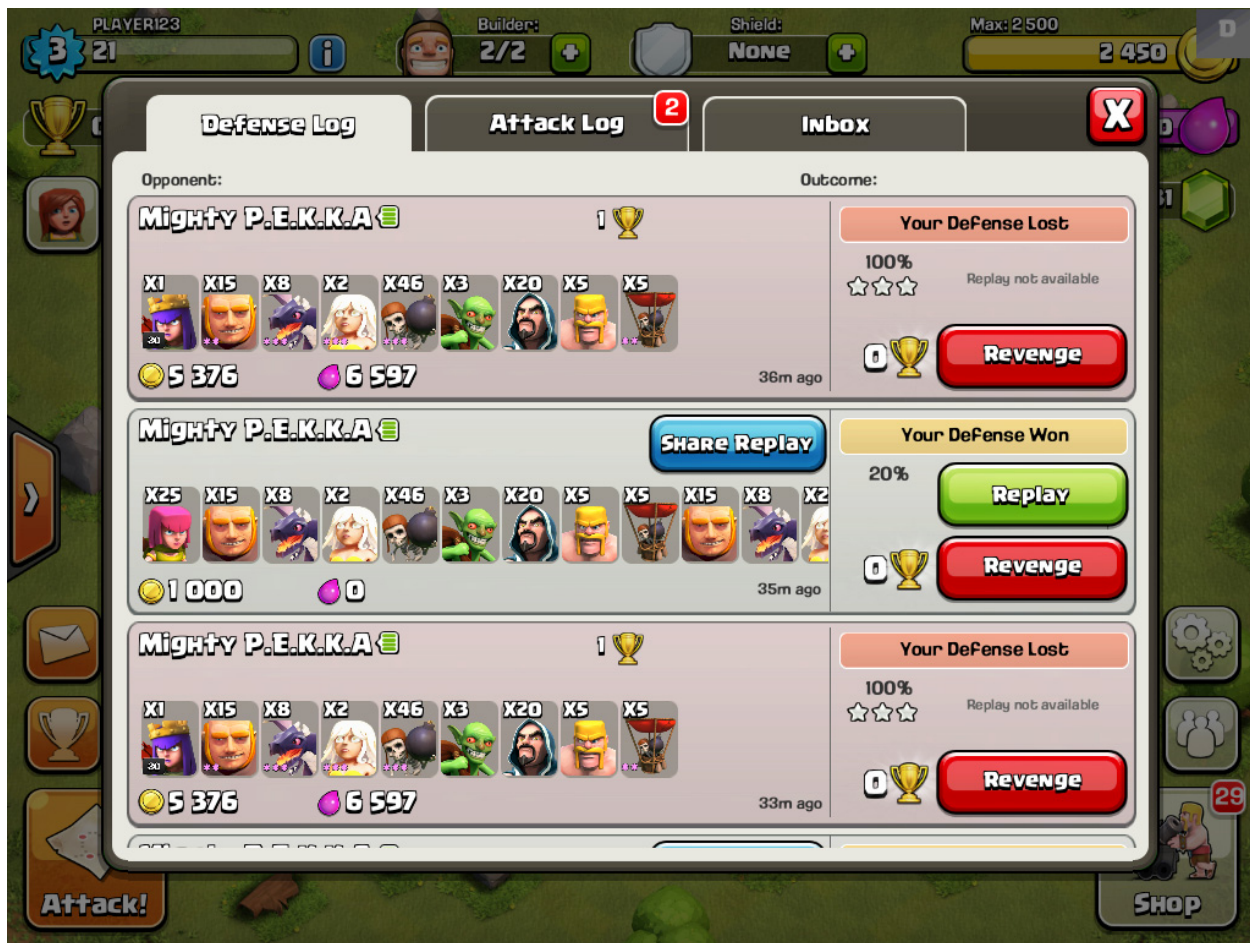 PLAYER123
Builder:
Shield:
Max: 2 500
D
3
21
i
2/2
None
2 450
Defense Log
Attack Log
2
Inbox
X
Opponent:
Outcome:
Mighty P.E.K.K.A
1
Your Defense Lost
100%
Replay not available
X1 X15 X8 X2 X46 X3 X20 X5 X5
30
5 376
6 597
36m ago
0
Revenge
Mighty P.E.K.K.A
Share Replay
Your Defense Won
20%
Replay
X25 X15 X8 X2 X46 X3 X20 X5 X5 X15 X8 X2
1 000
0
35m ago
0
Revenge
Mighty P.E.K.K.A
1
Your Defense Lost
100%
Replay not available
X1 X15 X8 X2 X46 X3 X20 X5 X5
30
5 376
6 597
33m ago
0
Revenge
29
Attack!
Shop